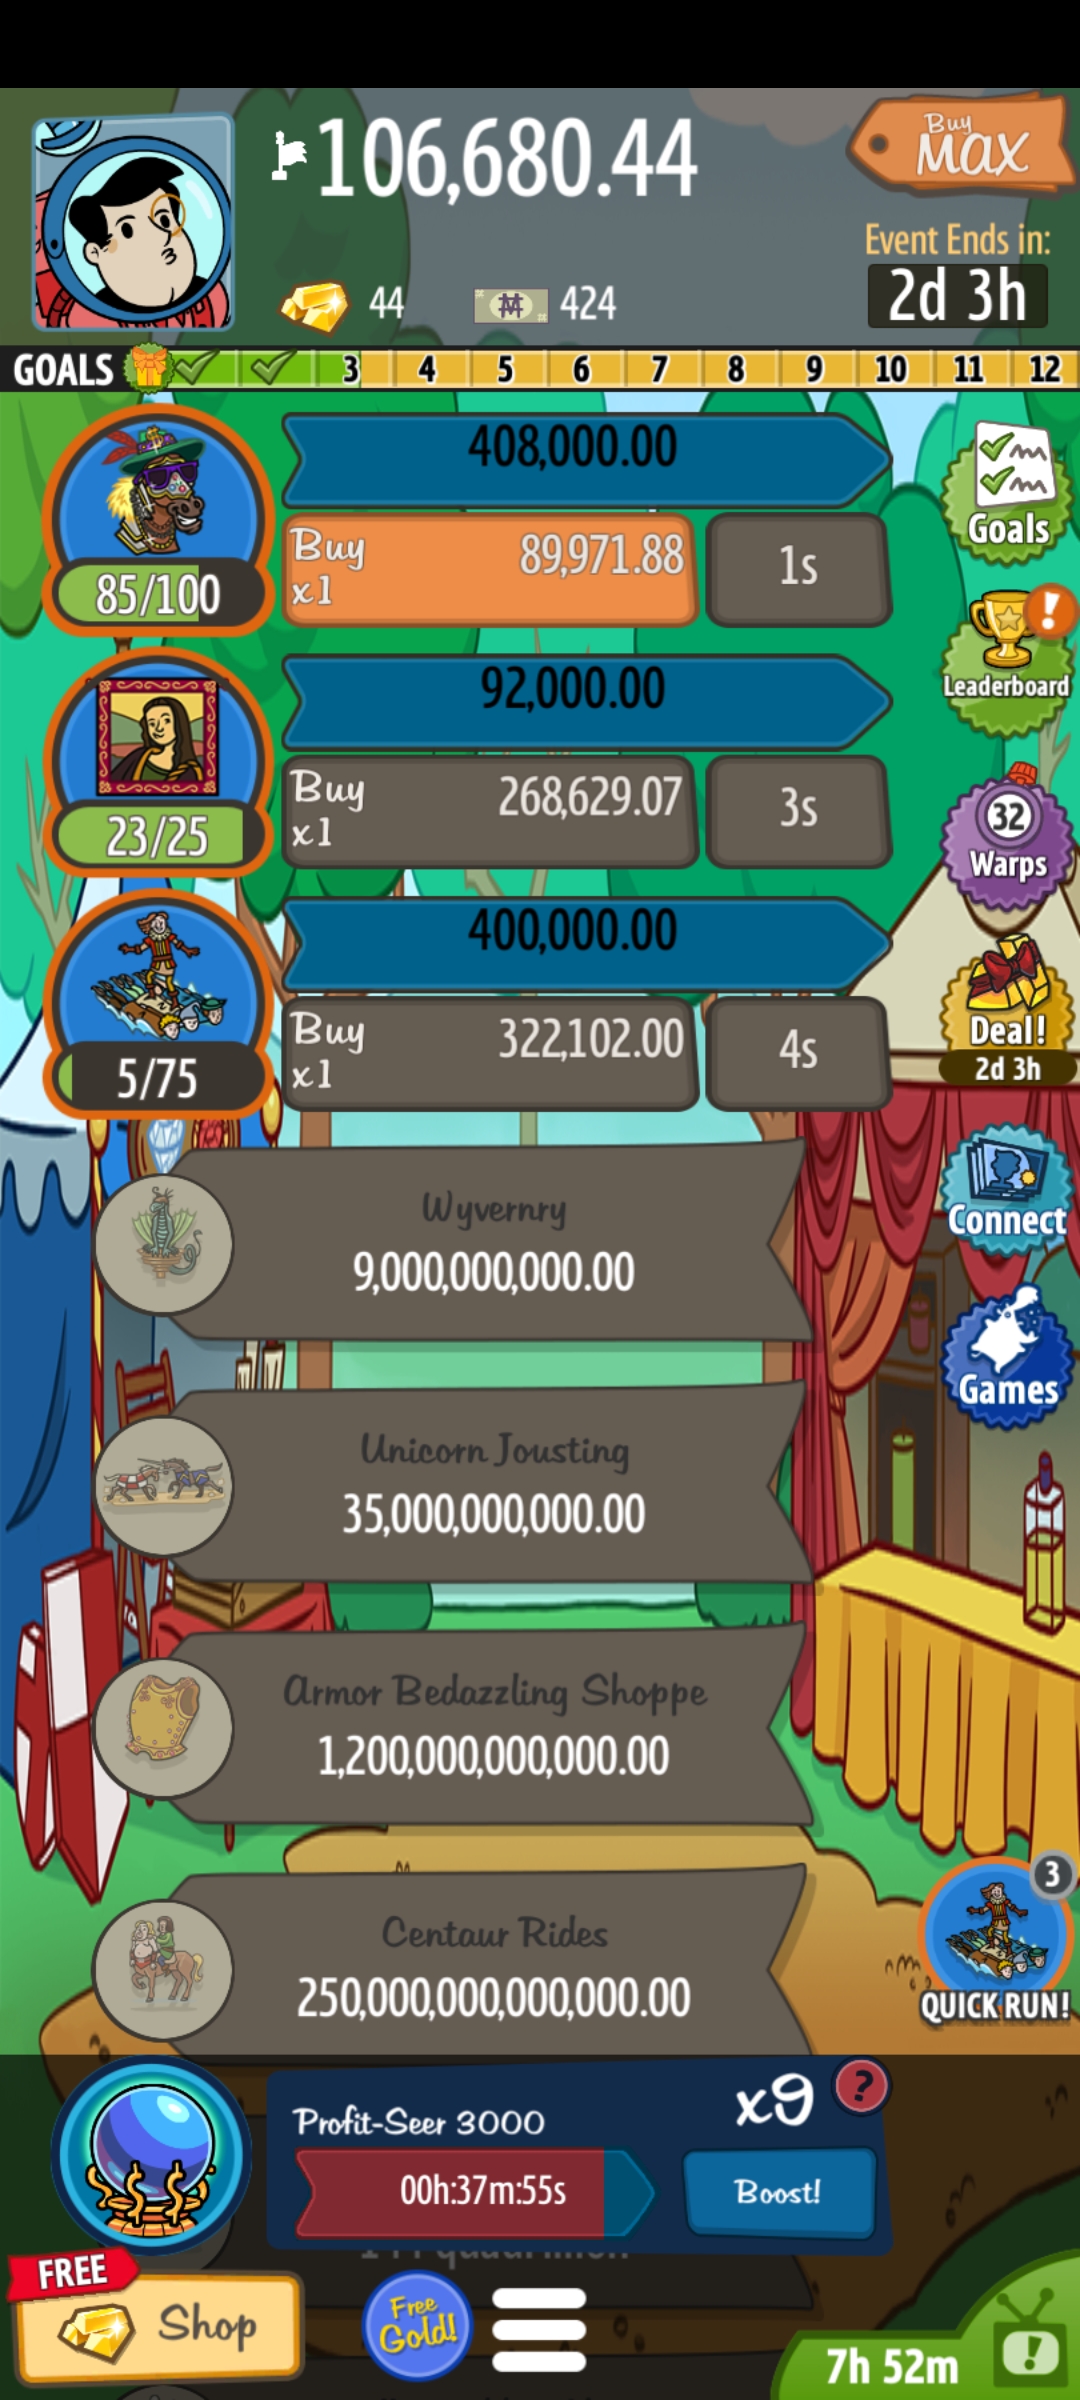 106,680.44
Buy
MAX
44
424
Event Ends in:
2d 3h
GOALS 3 4 5 6 7 8 9 10 11 12
408,000.00
Buy
x1
89,971.88
1s
85/100
Goals
92,000.00
Buy
x1
268,629.07
3s
23/25
Leaderboard
32
Warps
400,000.00
Buy
x1
322,102.00
4s
5/75
Deal!
2d 3h
Wyvernry
9,000,000,000.00
Connect
Games
Unicorn Jousting
35,000,000,000.00
Armor Bedazzling Shoppe
1,200,000,000,000.00
Centaur Rides
250,000,000,000,000.00
3
QUICK RUN!
Profit-Seer 3000
x9
?
00h:37m:55s
Boost!
FREE
Shop
Free
Gold!
7h 52m